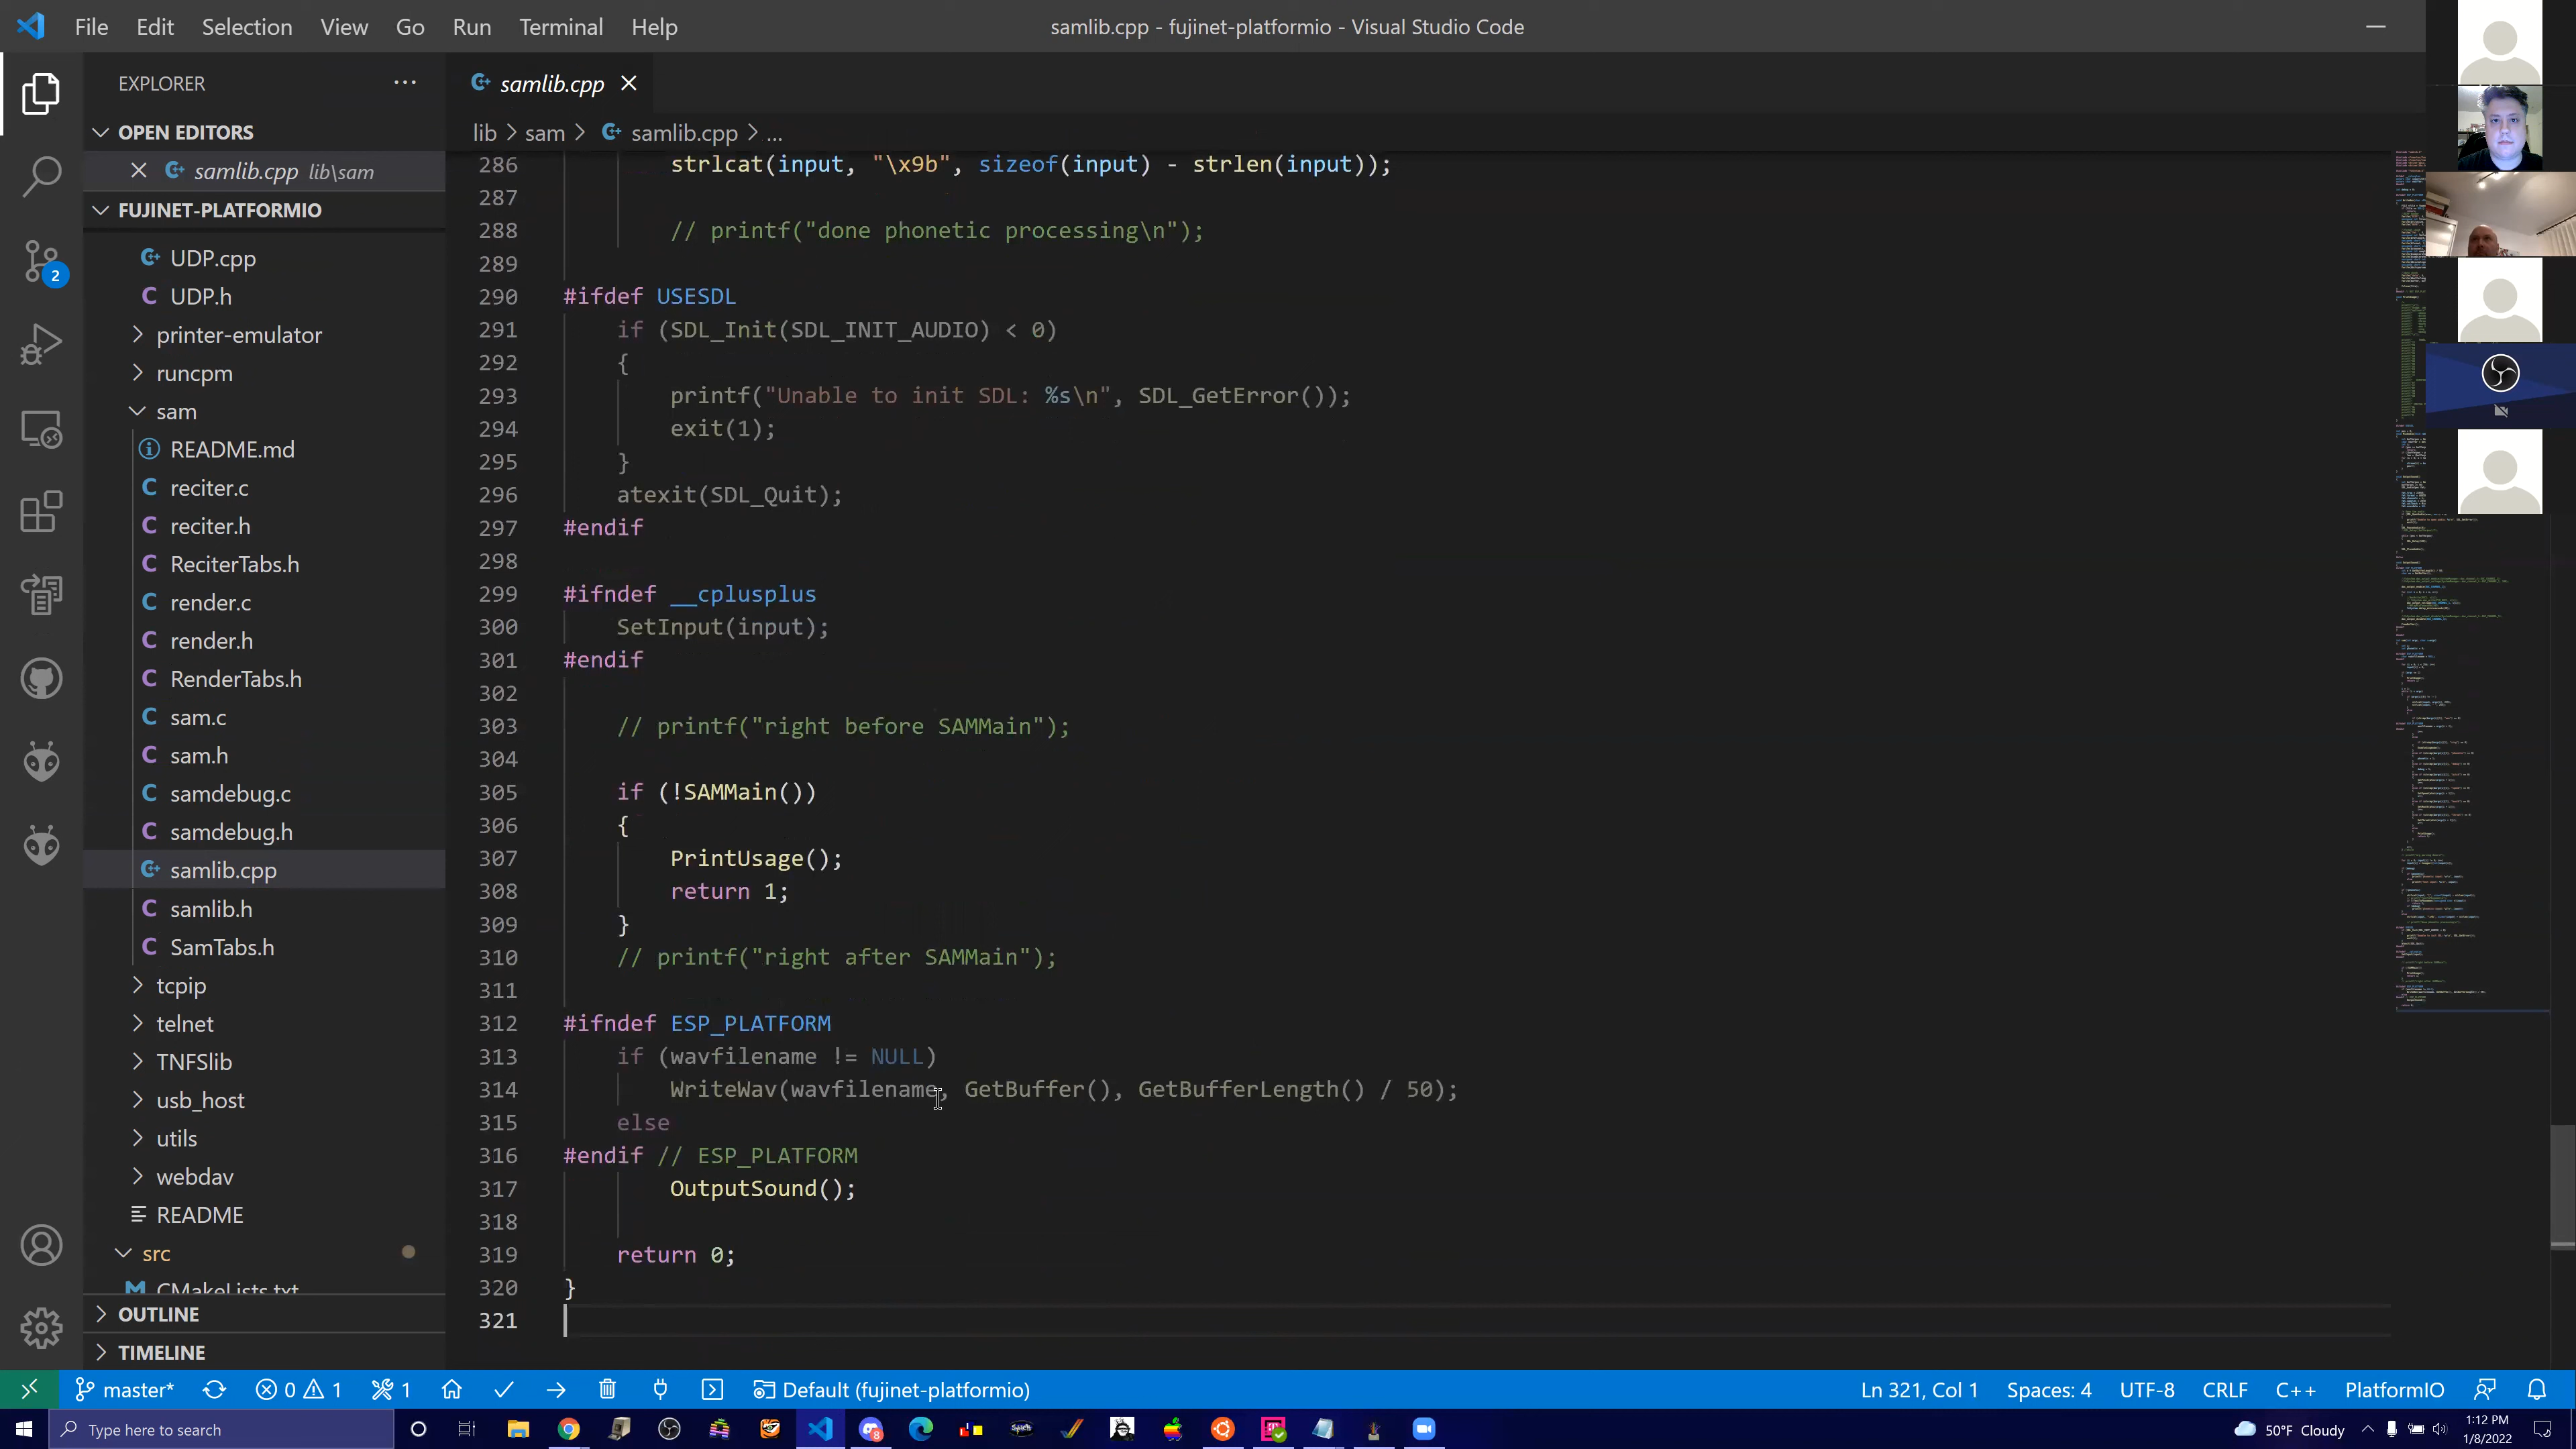 File Edit Selection View Go Run Terminal Help
samlib.cpp - fujinet-platformio - Visual Studio Code
EXPLORER
OPEN EDITORS
samlib.cpp lib\sam
FUJINET-PLATFORMIO
2
UDP.cpp
UDP.h
printer-emulator
runcpm
sam
README.md
reciter.c
reciter.h
ReciterTabs.h
render.c
render.h
RenderTabs.h
sam.c
sam.h
samdebug.c
samdebug.h
samlib.cpp
samlib.h
SamTabs.h
tcpip
telnet
TNFSlib
usb_host
utils
webdav
README
src
CMakeLists.txt
OUTLINE
TIMELINE
samlib.cpp
lib > sam > samlib.cpp > ...
286 strlcat(input, "\x9b", sizeof(input) - strlen(input));
287
288 // printf("done phonetic processing\n");
289
290 #ifdef USESDL
291 if (SDL_Init(SDL_INIT_AUDIO) < 0)
292 {
293 printf("Unable to init SDL: %s\n", SDL_GetError());
294 exit(1);
295 }
296 atexit(SDL_Quit);
297 #endif
298
299 #ifndef __cplusplus
300 SetInput(input);
301 #endif
302
303 // printf("right before SAMMain");
304
305 if (!SAMMain())
306 {
307 PrintUsage();
308 return 1;
309 }
310 // printf("right after SAMMain");
311
312 #ifndef ESP_PLATFORM
313 if (wavfilename != NULL)
314 WriteWav(wavfilename, GetBuffer(), GetBufferLength() / 50);
315 else
316 #endif // ESP_PLATFORM
317 OutputSound();
318
319 return 0;
320 }
321
master* 0 1 1 Default (fujinet-platformio) Ln 321, Col 1 Spaces: 4 UTF-8 CRLF C++ PlatformIO
Type here to search
50°F Cloudy
1:12 PM
1/8/2022